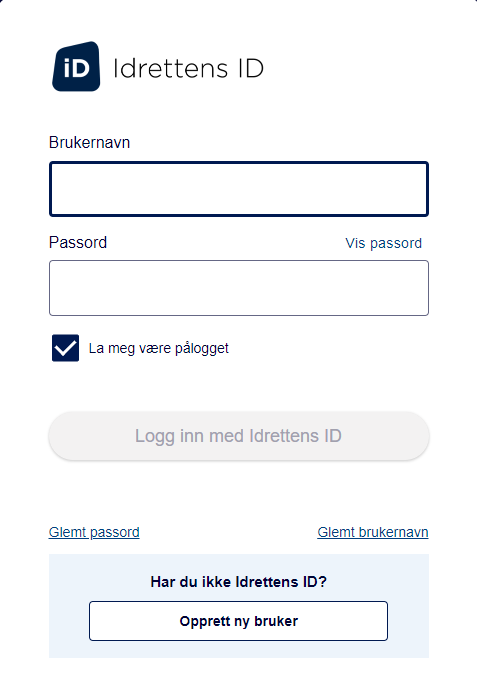 iD Idrettens ID
Brukernavn
Passord Vis passord
La meg være pålogget
Logg inn med Idrettens ID
Glemt passord Glemt brukernavn
Har du ikke Idrettens ID?
Opprett ny bruker